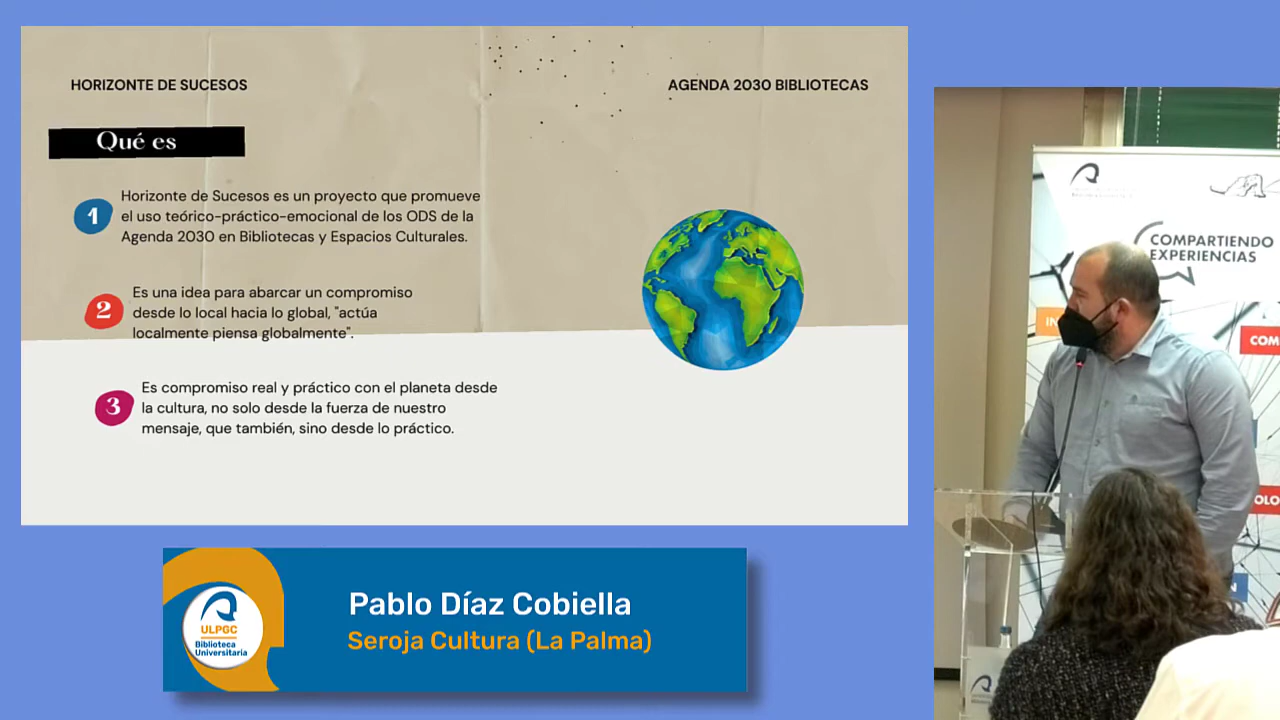 HORIZONTE DE SUCESOS
AGENDA 2030 BIBLIOTECAS
Qué es
1
Horizonte de Sucesos es un proyecto que promueve
el uso teórico-práctico-emocional de los ODS de la
Agenda 2030 en Bibliotecas y Espacios Culturales.
2
Es una idea para abarcar un compromiso
desde lo local hacia lo global, "actúa
localmente piensa globalmente".
3
Es compromiso real y práctico con el planeta desde
la cultura, no solo desde la fuerza de nuestro
mensaje, que también, sino desde lo práctico.
ULPGC
Biblioteca
Universitaria
Pablo Díaz Cobiella
Seroja Cultura (La Palma)
COMPARTIENDO
EXPERIENCIAS
IN
COM
OLO
N